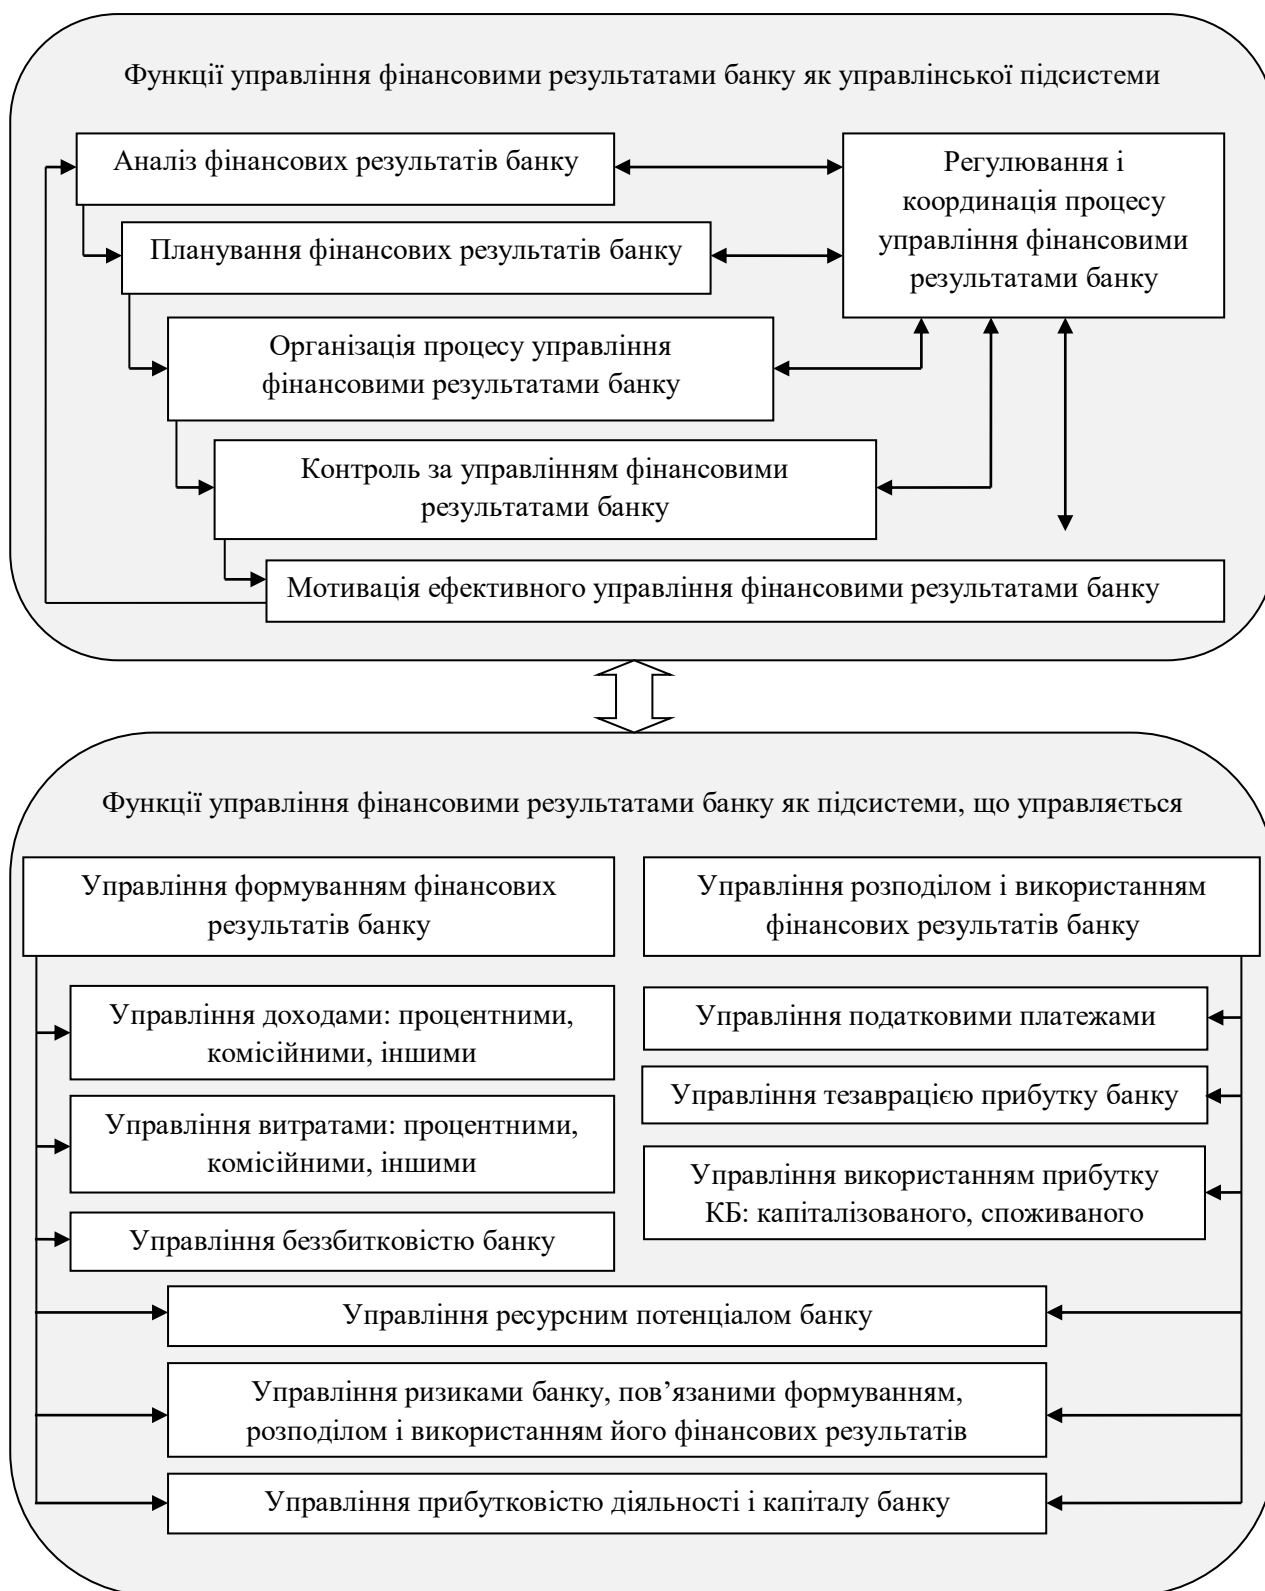 Функції управління фінансовими результатами банку як управлінської підсистеми
Аналіз фінансових результатів банку
Регулювання і
координація процесу
управління фінансовими
результатами банку
Планування фінансових результатів банку
Організація процесу управління
фінансовими результатами банку
Контроль за управлінням фінансовими
результатами банку
Мотивація ефективного управління фінансовими результатами банку
Функції управління фінансовими результатами банку як підсистеми, що управляється
Управління формуванням фінансових
результатів банку
Управління доходами: процентними,
комісійними, іншими
Управління витратами: процентними,
комісійними, іншими
Управління беззбитковістю банку
Управління розподілом і використанням
фінансових результатів банку
Управління податковими платежами
Управління тезаврацією прибутку банку
Управління використанням прибутку
КБ: капіталізованого, споживаного
Управління ресурсним потенціалом банку
Управління ризиками банку, пов’язаними формуванням,
розподілом і використанням його фінансових результатів
Управління прибутковістю діяльності і капіталу банку